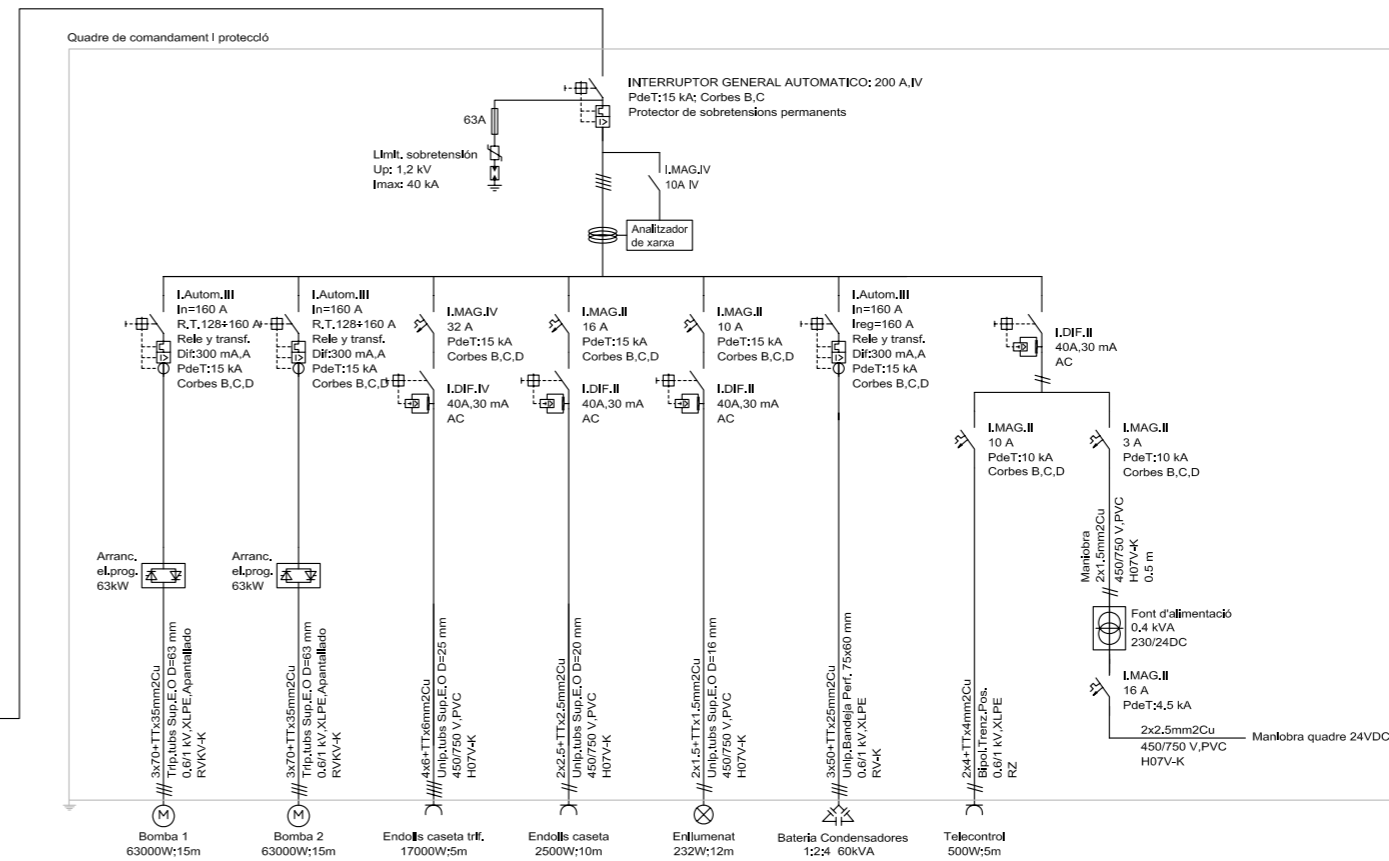 Quadre de comandament I protecció
INTERRUPTOR GENERAL AUTOMATICO: 200 A,IV
PdeT:15 kA; Corbes B,C
Protector de sobretensions permanents
63A
Limit. sobretensión
Up: 1,2 kV
Imax: 40 kA
I.MAG.IV
10A IV
Analitzador
de xarxa
I.Autom.III
In=160 A
R.T.128÷160 A
Rele y transf.
Dif:300 mA,A
PdeT:15 kA
Corbes B,C,D
I.Autom.III
In=160 A
R.T.128÷160 A
Rele y transf.
Dif:300 mA,A
PdeT:15 kA
Corbes B,C,D
I.MAG.IV
32 A
PdeT:15 kA
Corbes B,C,D
I.DIF.IV
40A,30 mA
AC
I.MAG.II
16 A
PdeT:15 kA
Corbes B,C,D
I.DIF.II
40A,30 mA
AC
I.MAG.II
10 A
PdeT:15 kA
Corbes B,C,D
I.DIF.II
40A,30 mA
AC
I.Autom.III
In=160 A
Ireg=160 A
Rele y transf.
Dif:300 mA,A
PdeT:15 kA
Corbes B,C,D
I.DIF.II
40A,30 mA
AC
I.MAG.II
10 A
PdeT:10 kA
Corbes B,C,D
I.MAG.II
3 A
PdeT:10 kA
Corbes B,C,D
Arranc.
el.prog.
63kW
Arranc.
el.prog.
63kW
Maniobra
2x1.5mm2Cu
450/750 V,PVC
H07V-K
0.5 m
Font d'alimentació
0.4 kVA
230/24DC
I.MAG.II
16 A
PdeT:4.5 kA
2x2.5mm2Cu
450/750 V,PVC
H07V-K
Maniobra quadre 24VDC
3x70+TTx35mm2Cu
Trip.tubs Sup.E.O D=63 mm
0.6/1 kV,XLPE,Apantallado
RVKV-K
3x70+TTx35mm2Cu
Trip.tubs Sup.E.O D=63 mm
0.6/1 kV,XLPE,Apantallado
RVKV-K
4x6+TTx6mm2Cu
Unip.tubs Sup.E.O D=25 mm
450/750 V,PVC
H07V-K
2x2.5+TTx2.5mm2Cu
Unip.tubs Sup.E.O D=20 mm
450/750 V,PVC
H07V-K
2x1.5+TTx1.5mm2Cu
Unip.tubs Sup.E.O D=16 mm
450/750 V,PVC
H07V-K
3x50+TTx25mm2Cu
Unip.Bandeja Perf. 75x60 mm
0.6/1 kV,XLPE
RV-K
2x4+TTx4mm2Cu
Bipol.Trenz.Pos.
0.6/1 kV,XLPE
RZ
M
Bomba 1
63000W;15m
M
Bomba 2
63000W;15m
Endolls caseta trif.
17000W;5m
Endolls caseta
2500W;10m
Enllumenat
232W;12m
Bateria Condensadores
1:2:4 60kVA
Telecontrol
500W;5m